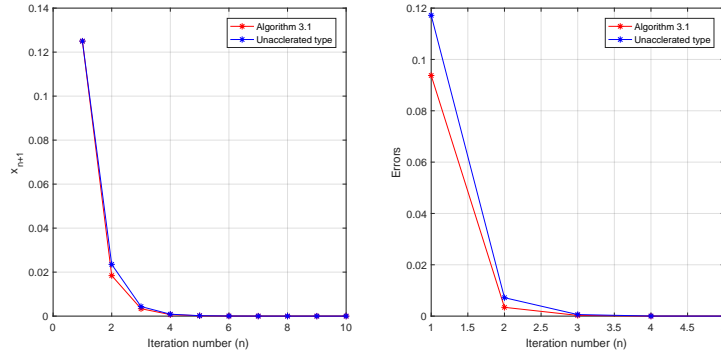 0.14
0.12
0.1
0.08
0.06
0.04
0.02
0
x n+1
0 2 4 6 8 10
Iteration number (n)
Algorithm 3.1
Unacclerated type
0.12
0.1
0.08
0.06
0.04
0.02
0
Errors
1 1.5 2 2.5 3 3.5 4 4.5
Iteration number (n)
Algorithm 3.1
Unacclerated type